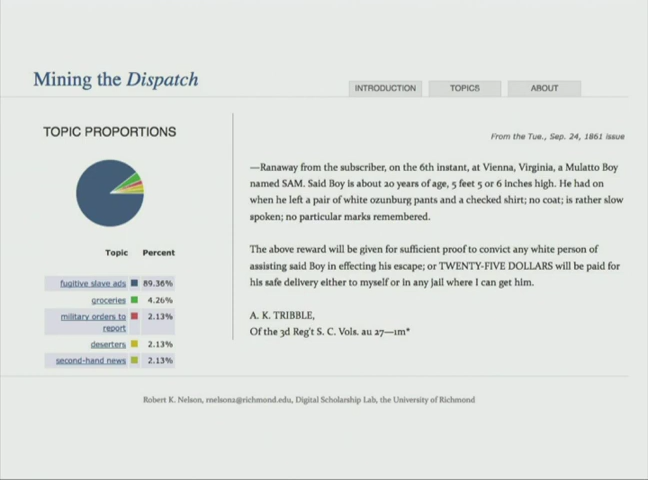 Mining the Dispatch
INTRODUCTION
TOPICS
ABOUT
TOPIC PROPORTIONS
Topic Percent
fugitive slave ads 89.36%
groceries 4.26%
military orders to 2.13%
report
deserters 2.13%
second-hand news 2.13%
From the Tue., Sep. 24, 1861 issue
—Ranaway from the subscriber, on the 6th instant, at Vienna, Virginia, a Mulatto Boy
named SAM. Said Boy is about 20 years of age, 5 feet 5 or 6 inches high. He had on
when he left a pair of white ozunburg pants and a checked shirt; no coat; is rather slow
spoken; no particular marks remembered.
The above reward will be given for sufficient proof to convict any white person of
assisting said Boy in effecting his escape; or TWENTY-FIVE DOLLARS will be paid for
his safe delivery either to myself or in any Jail where I can get him.
A. K. TRIBBLE,
Of the 3d Reg't S. C. Vols. au 27—1m*
Robert K. Nelson, rnelson2@richmond.edu, Digital Scholarship Lab, the University of Richmond